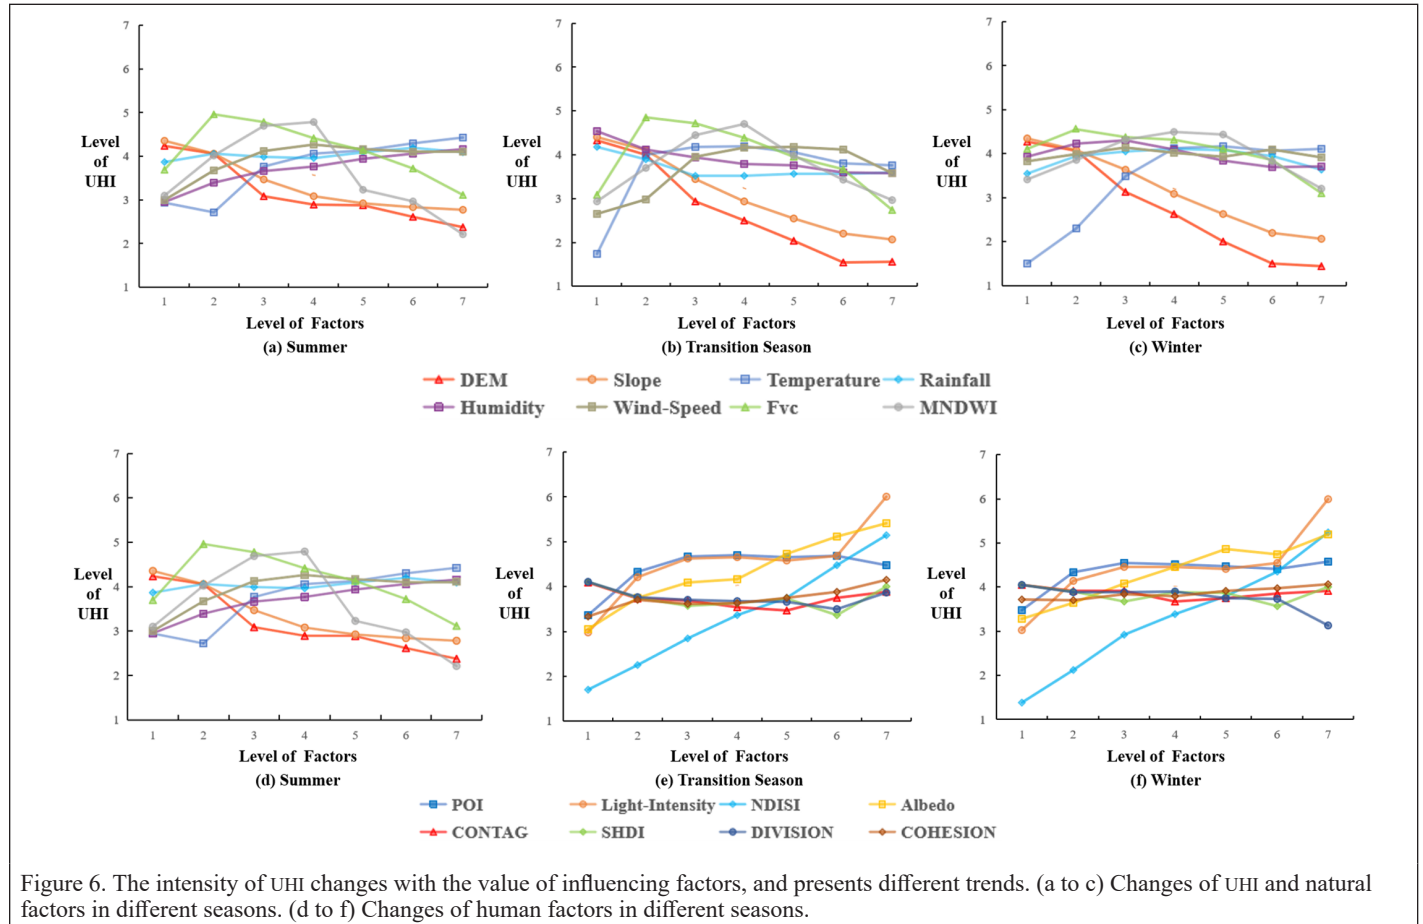 7 7 7
6 6 6
5 5 5
Level Level Level
of 4 of 4 of 4
UHI UHI UHI
3 3 3
2 2 2
1 1 1
1 2 3 4 5 6 7 1 2 3 4 5 6 7 1 2 3 4 5 6 7
Level of Factors Level of Factors Level of Factors
(a) Summer (b) Transition Season (c) Winter
DEM Slope Temperature Rainfall
Humidity Wind-Speed Fvc MNDWI
7 7 7
6 6 6
5 5 5
Level Level Level
of 4 of 4 of 4
UHI UHI UHI
3 3 3
2 2 2
1 1 1
1 2 3 4 5 6 7 1 2 3 4 5 6 7 1 2 3 4 5 6 7
Level of Factors Level of Factors Level of Factors
(d) Summer (e) Transition Season (f) Winter
POI Light-Intensity NDISI Albedo
CONTAG SHDI DIVISION COHESION
Figure 6. The intensity of UHI changes with the value of influencing factors, and presents different trends. (a to c) Changes of UHI and natural
factors in different seasons. (d to f) Changes of human factors in different seasons.